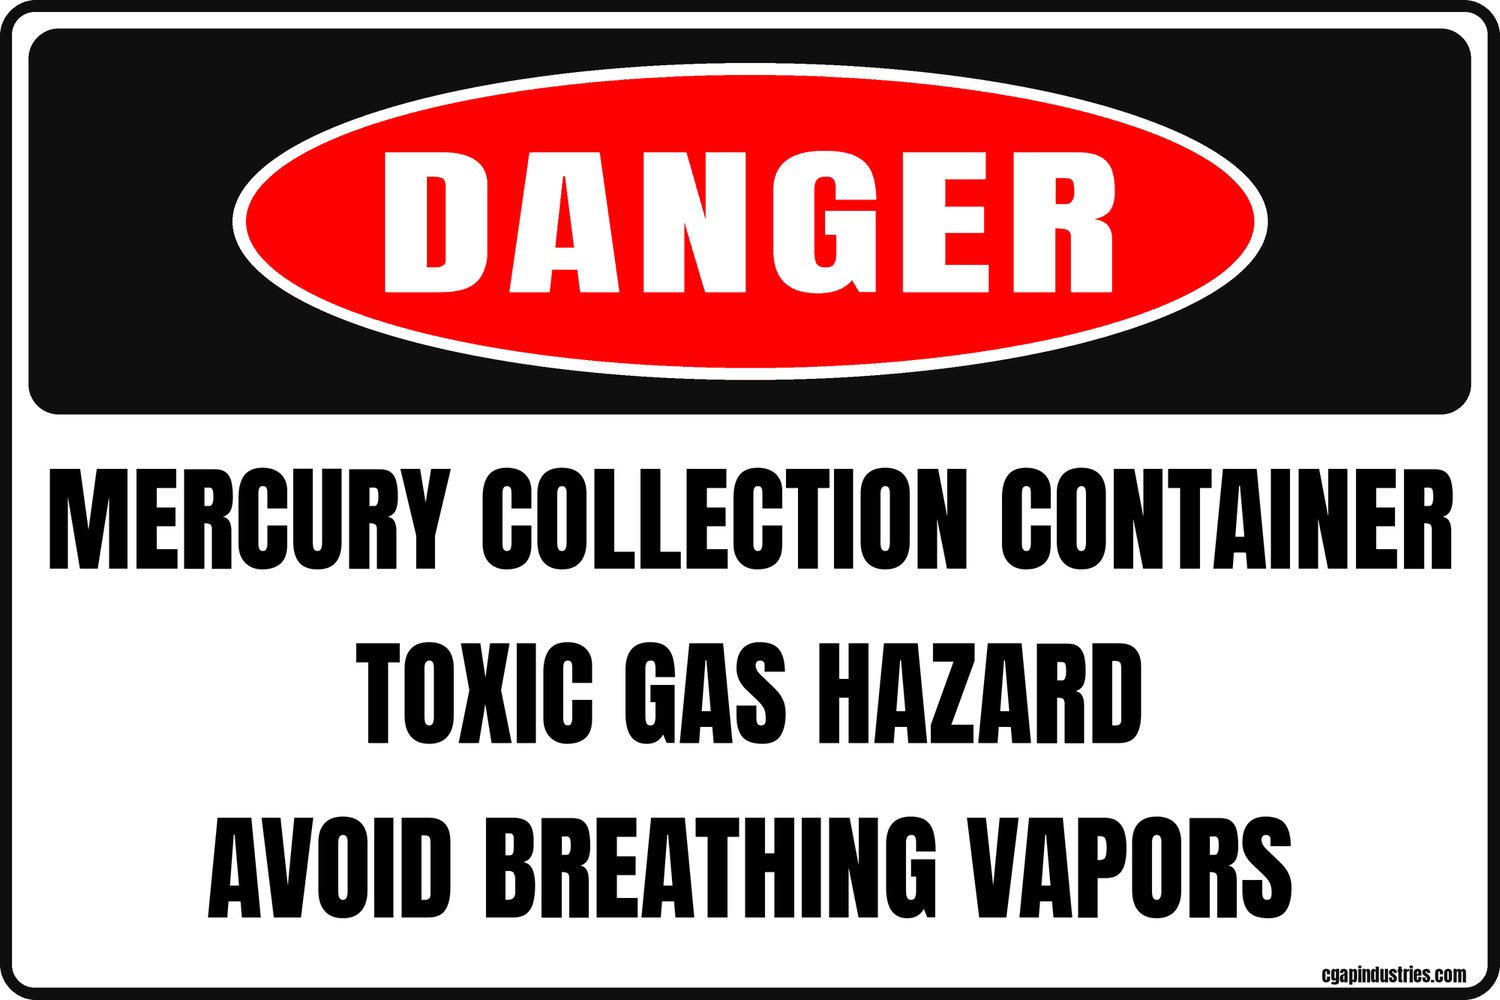 DANGER
MERCURY COLLECTION CONTAINER
TOXIC GAS HAZARD
AVOID BREATHING VAPORS
cgapindustries.com